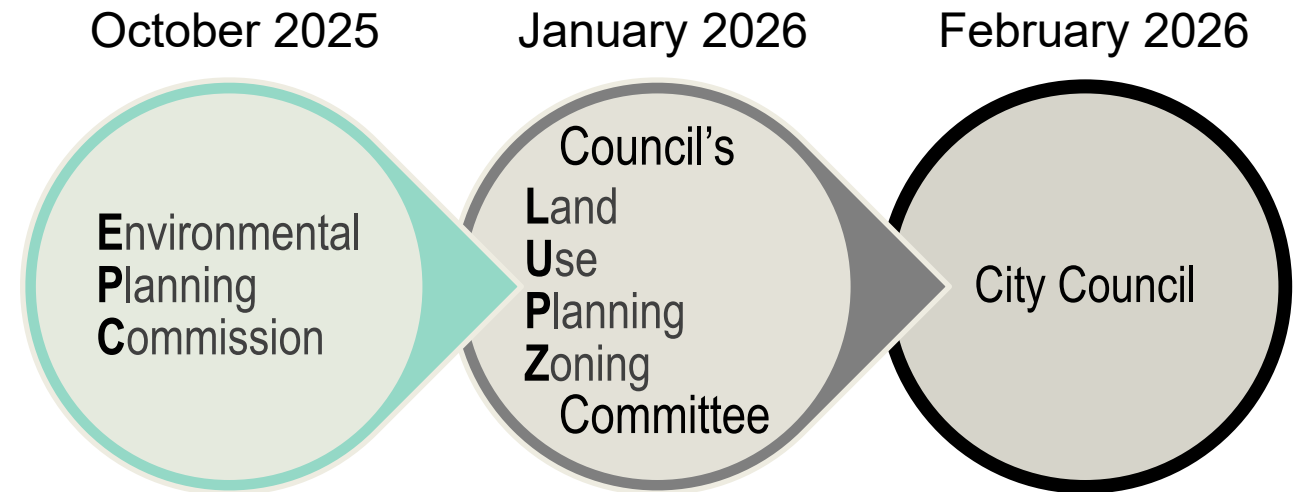 October 2025
January 2026
February 2026
Environmental
Planning
Commission
Council's
Land
Use
Planning
Zoning
Committee
City Council